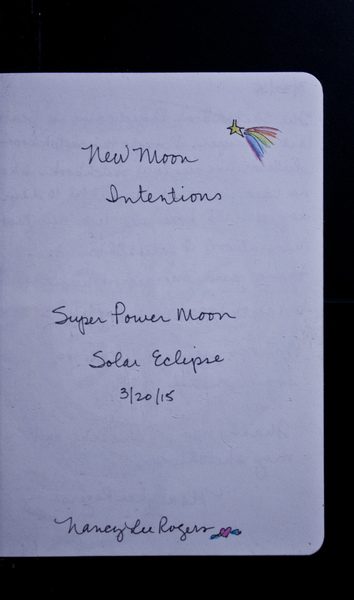 New Moon
Intentions
Super Power Moon
Solar Eclipse
3/20/15
Nancy Lee Rogers